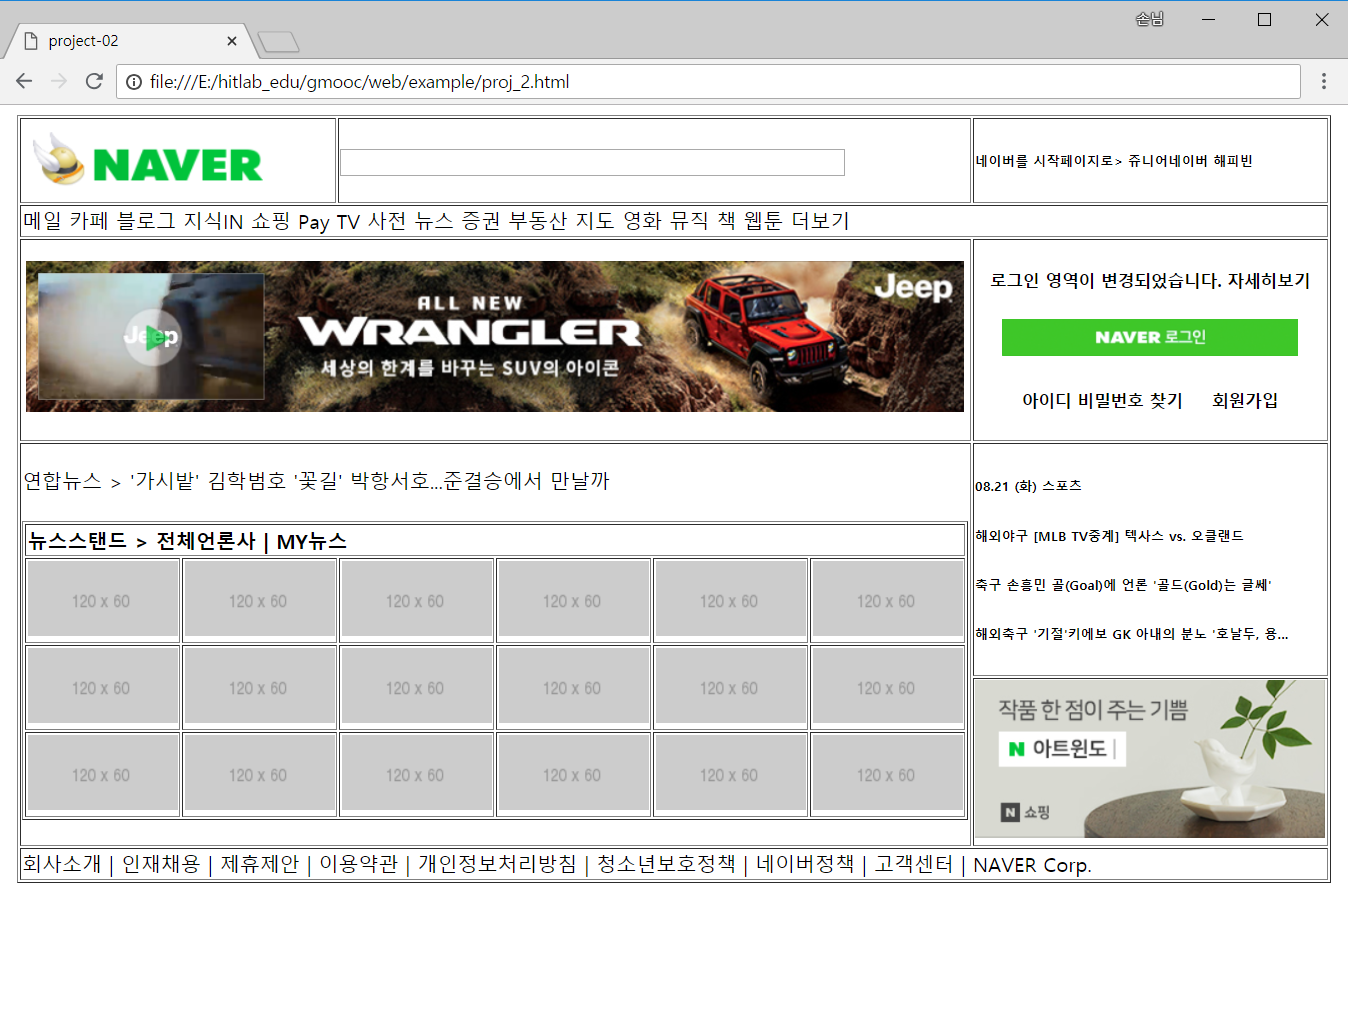 손님
project-02
file:///E:/hitlab_edu/gmooc/web/example/proj_2.html
NAVER
네이버를 시작페이지로> 쥬니어네이버 해피빈
메일 카페 블로그 지식IN 쇼핑 Pay TV 사전 뉴스 증권 부동산 지도 영화 뮤직 책 웹툰 더보기
Jeep
ALL NEW
WRANGLER
세상의 한계를 바꾸는 SUV의 아이콘
Jeep
로그인 영역이 변경되었습니다. 자세히보기
NAVER 로그인
아이디 비밀번호 찾기 회원가입
연합뉴스 > '가시밭' 김학범호 '꽃길' 박항서호...준결승에서 만날까
뉴스스탠드 > 전체언론사 | MY뉴스
120 x 60 120 x 60 120 x 60 120 x 60 120 x 60 120 x 60
120 x 60 120 x 60 120 x 60 120 x 60 120 x 60 120 x 60
120 x 60 120 x 60 120 x 60 120 x 60 120 x 60 120 x 60
08.21 (화) 스포츠
해외야구 [MLB TV중계] 텍사스 vs. 오클랜드
축구 손흥민 골(Goal)에 언론 '골드(Gold)는 글쎄'
해외축구 '기절'키에보 GK 아내의 분노 '호날두, 용...
작품 한 점이 주는 기쁨
N 아트윈도 |
N 쇼핑
회사소개 | 인재채용 | 제휴제안 | 이용약관 | 개인정보처리방침 | 청소년보호정책 | 네이버정책 | 고객센터 | NAVER Corp.